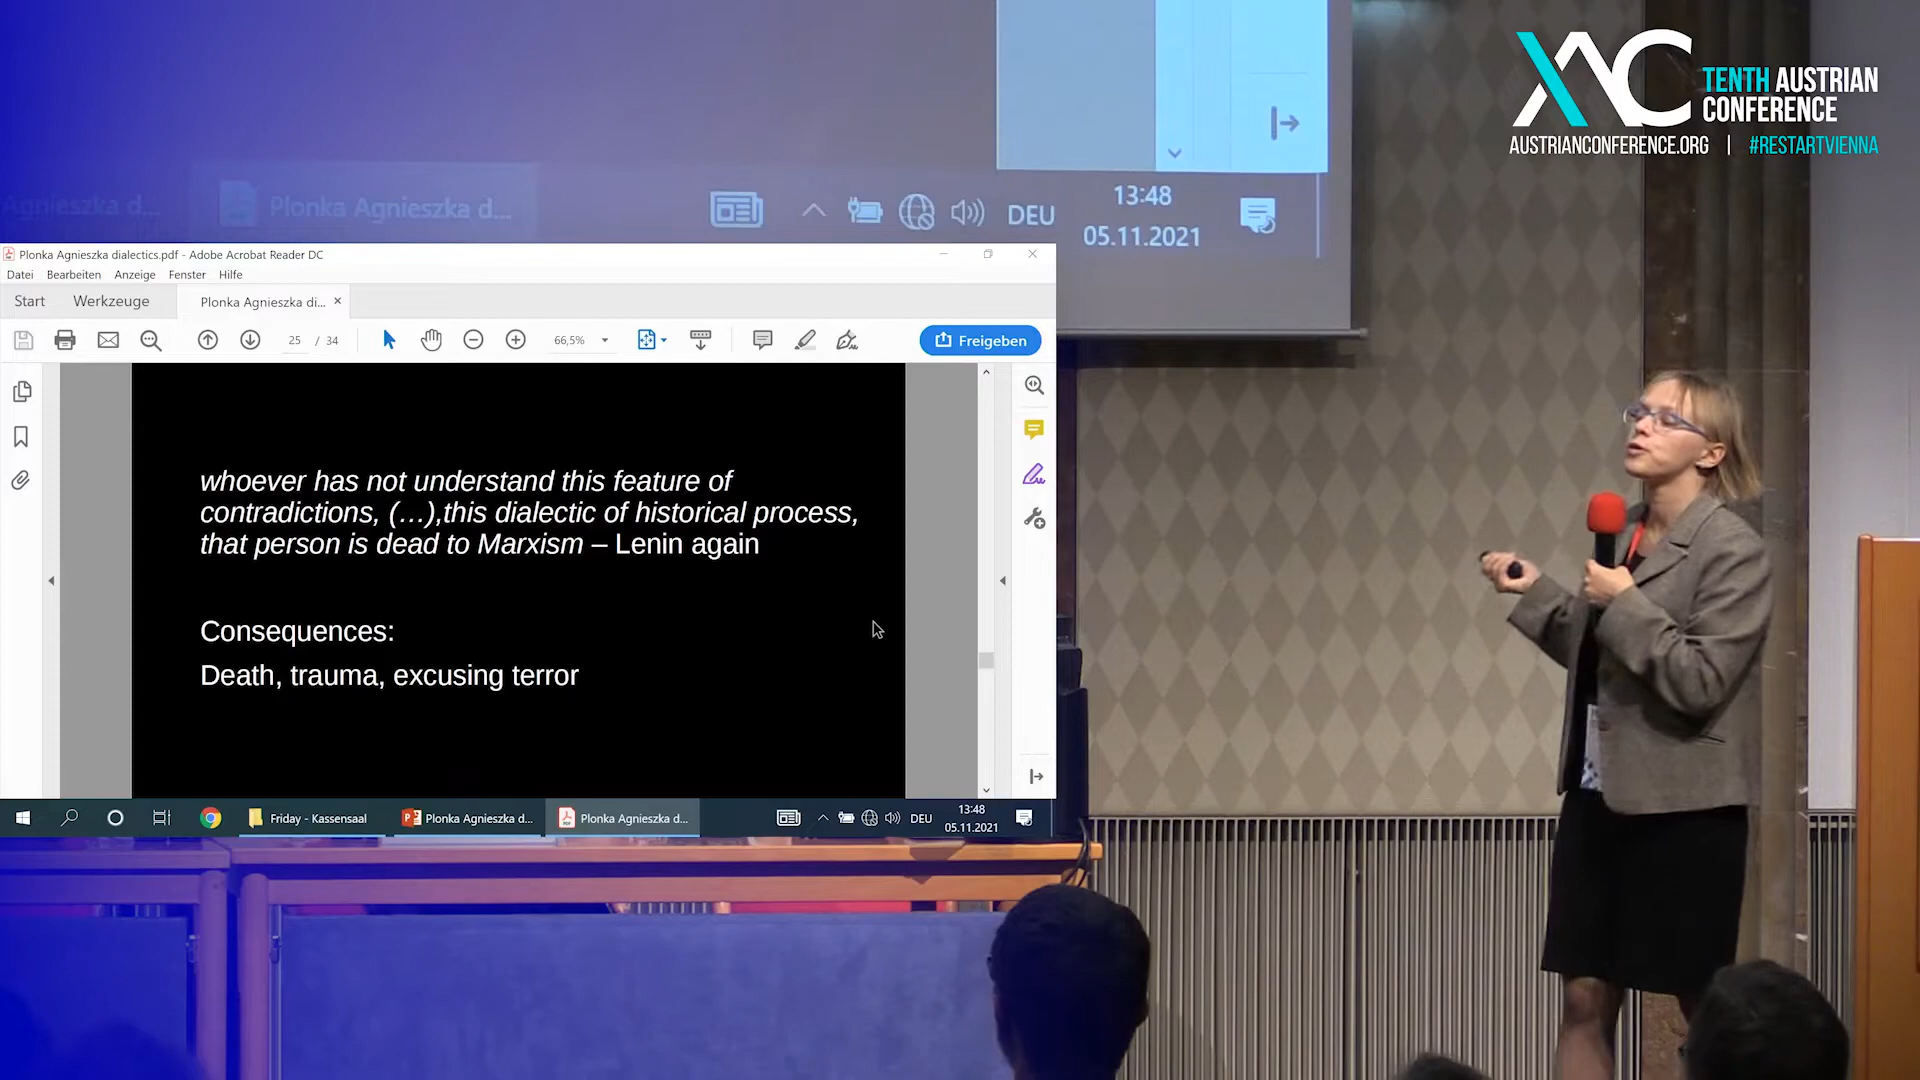 TENTH AUSTRIAN
CONFERENCE
AUSTRIANCONFERENCE.ORG | #RESTARTVIENNA
Agnieszka d...
Plonka Agnieszka d...
DEU
13:48
05.11.2021
Plonka Agnieszka dialectics.pdf - Adobe Acrobat Reader DC
Datei Bearbeiten Anzeige Fenster Hilfe
Start Werkzeuge Plonka Agnieszka di... ×
25 / 34
66,5%
Freigeben
whoever has not understand this feature of
contradictions, (…),this dialectic of historical process,
that person is dead to Marxism – Lenin again
Consequences:
Death, trauma, excusing terror
Friday - Kassensaal
Plonka Agnieszka d...
Plonka Agnieszka d...
DEU
13:48
05.11.2021